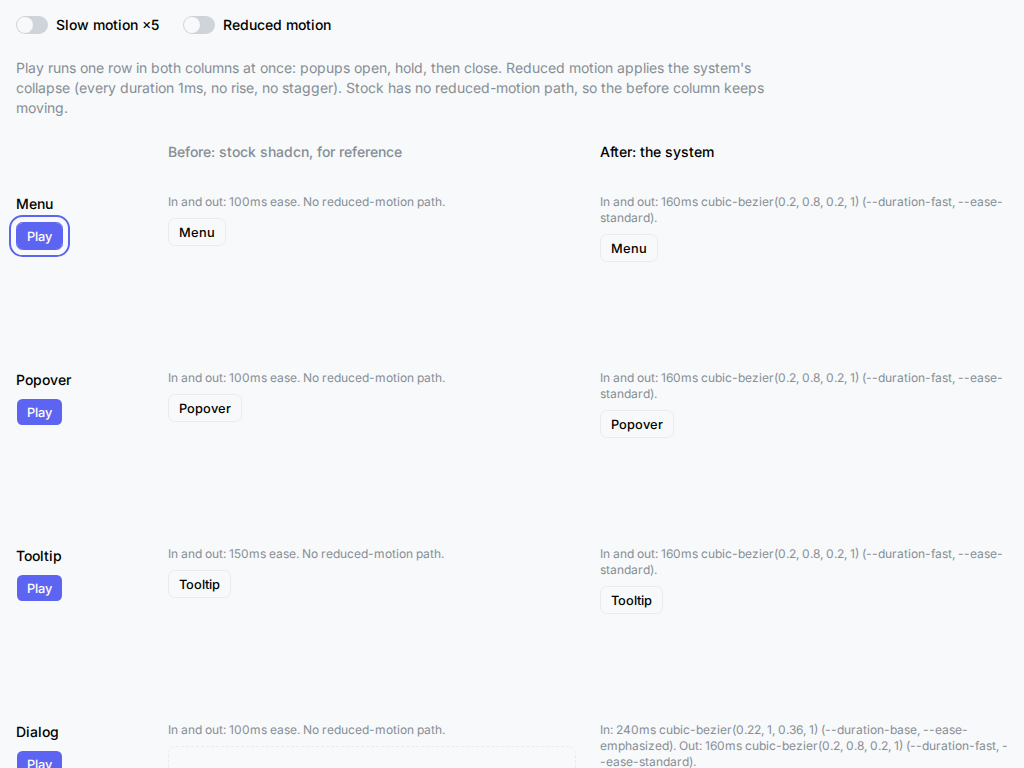 Slow motion ×5 Reduced motion
Play runs one row in both columns at once: popups open, hold, then close. Reduced motion applies the system's
collapse (every duration 1ms, no rise, no stagger). Stock has no reduced-motion path, so the before column keeps
moving.
Before: stock shadcn, for reference
After: the system
Menu
Play
In and out: 100ms ease. No reduced-motion path.
Menu
In and out: 160ms cubic-bezier(0.2, 0.8, 0.2, 1) (--duration-fast, --ease-
standard).
Menu
Popover
Play
In and out: 100ms ease. No reduced-motion path.
Popover
In and out: 160ms cubic-bezier(0.2, 0.8, 0.2, 1) (--duration-fast, --ease-
standard).
Popover
Tooltip
Play
In and out: 150ms ease. No reduced-motion path.
Tooltip
In and out: 160ms cubic-bezier(0.2, 0.8, 0.2, 1) (--duration-fast, --ease-
standard).
Tooltip
Dialog
Play
In and out: 100ms ease. No reduced-motion path.
In: 240ms cubic-bezier(0.22, 1, 0.36, 1) (--duration-base, --ease-
emphasized). Out: 160ms cubic-bezier(0.2, 0.8, 0.2, 1) (--duration-fast, -
-ease-standard).